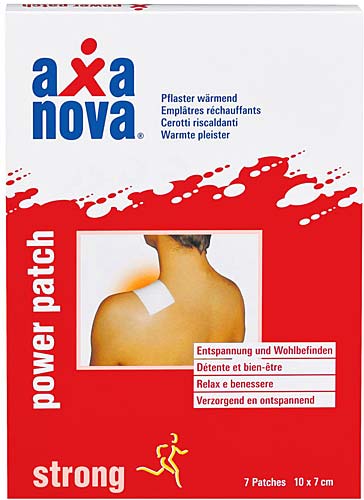 power patch
axa
nova®
Pflaster wärmend
Emplâtres réchauffants
Cerotti riscaldanti
Warmte pleister
power patch
Entspannung und Wohlbefinden
Détente et bien-être
Relax e benessere
Verzorgend en ontspannend
strong
7 Patches 10 x 7 cm